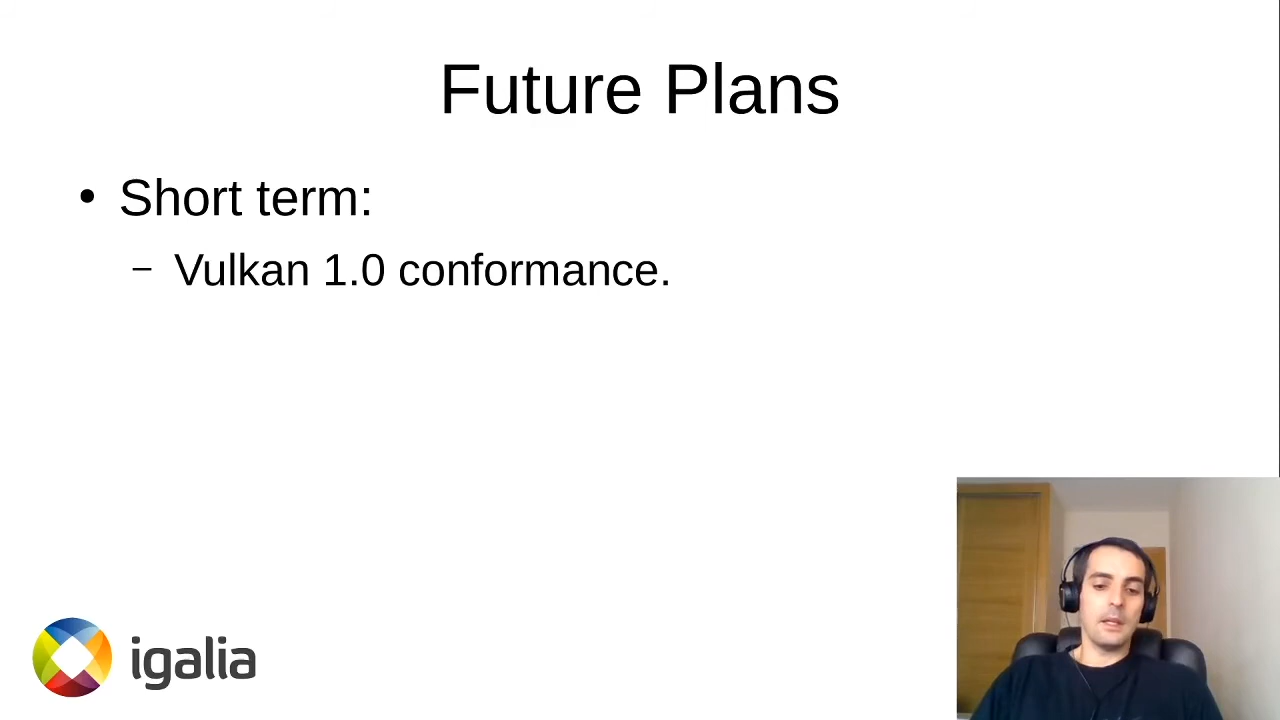 Future Plans
• Short term:
– Vulkan 1.0 conformance.
igalia